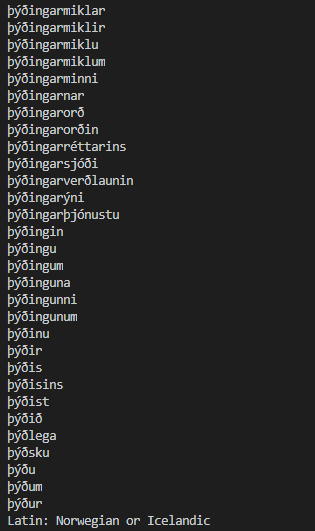 þýðingarmiklar
þýðingarmiklir
þýðingarmiklu
þýðingarmiklum
þýðingarminni
þýðingarnar
þýðingarorð
þýðingarorðin
þýðingarréttarins
þýðingarsjóði
þýðingarverðlaunin
þýðingarýni
þýðingarþjónustu
þýðingin
þýðingu
þýðingum
þýðinguna
þýðingunni
þýðingunum
þýðinu
þýðir
þýðis
þýðisins
þýðist
þýðið
þýðlega
þýðsku
þýðu
þýðum
þýður
Latin: Norwegian or Icelandic